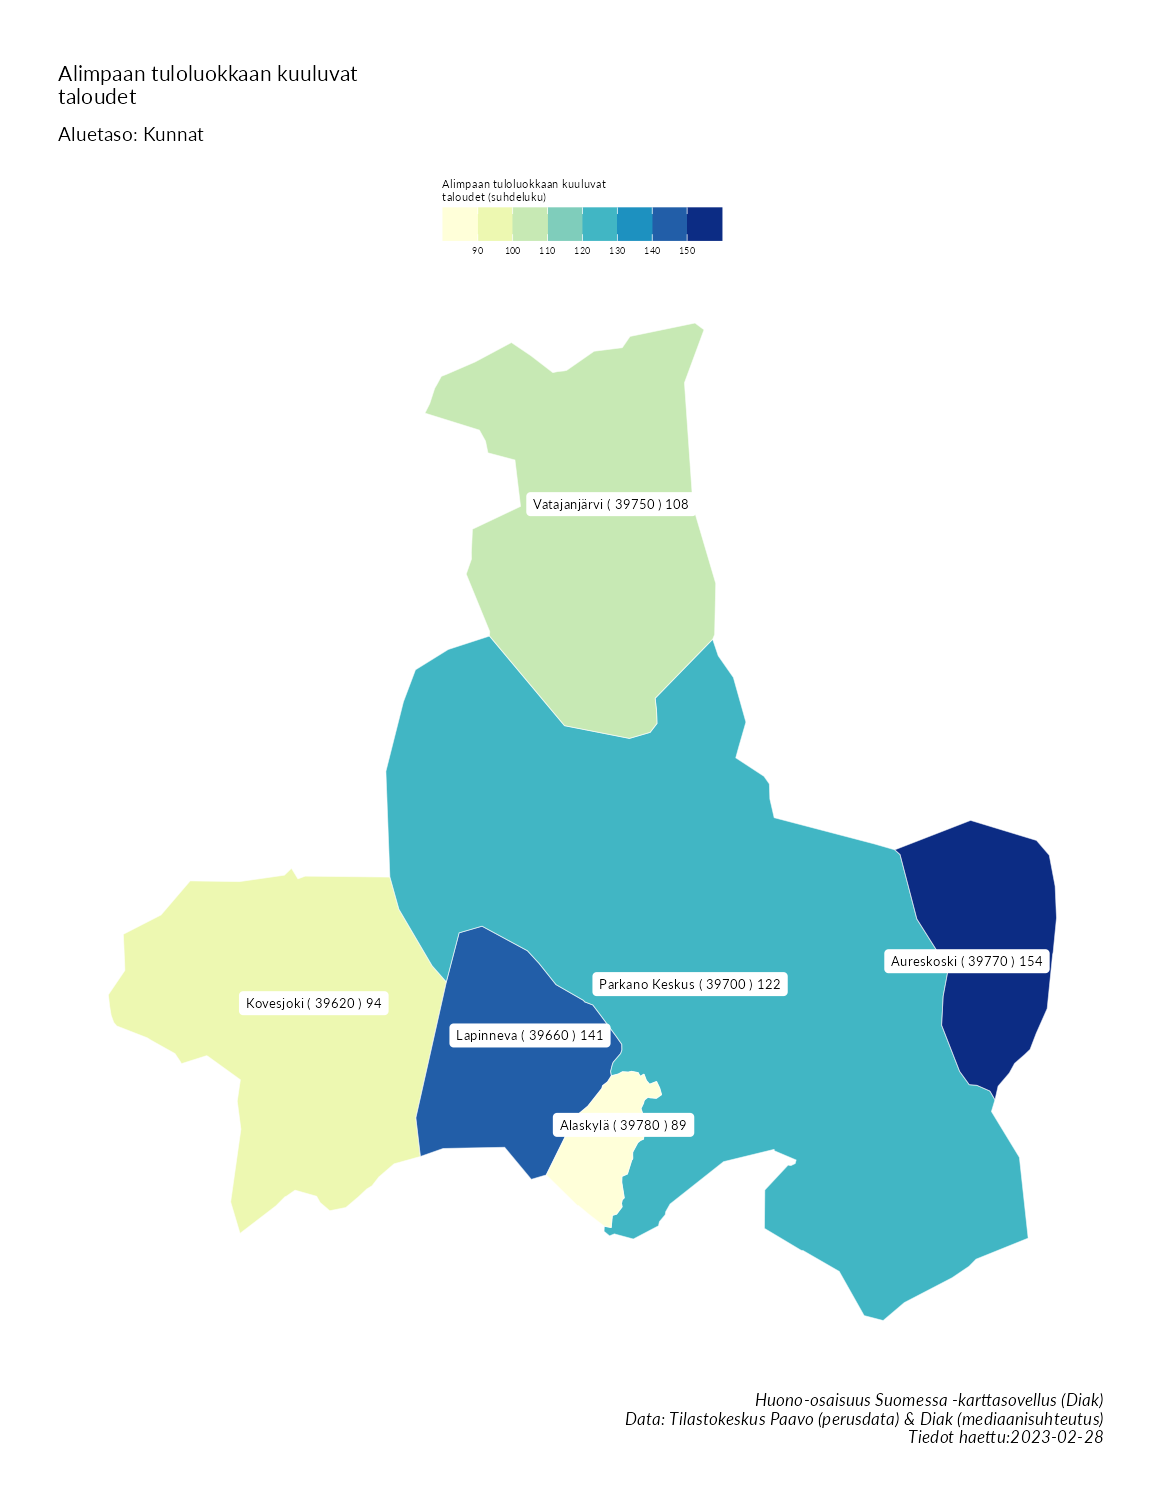 Alimpaan tuloluokkaan kuuluvat
taloudet
Aluetaso: Kunnat
Alimpaan tuloluokkaan kuuluvat
taloudet (suhdeluku)
90 100 110 120 130 140 150
Vatajanjärvi ( 39750 ) 108
Aureskoski ( 39770 ) 154
Parkano Keskus ( 39700 ) 122
Kovesjoki ( 39620 ) 94
Lapinneva ( 39660 ) 141
Alaskylä ( 39780 ) 89
Huono-osaisuus Suomessa -karttasovellus (Diak)
Data: Tilastokeskus Paavo (perusdata) & Diak (mediaanisuhteutus)
Tiedot haettu:2023-02-28